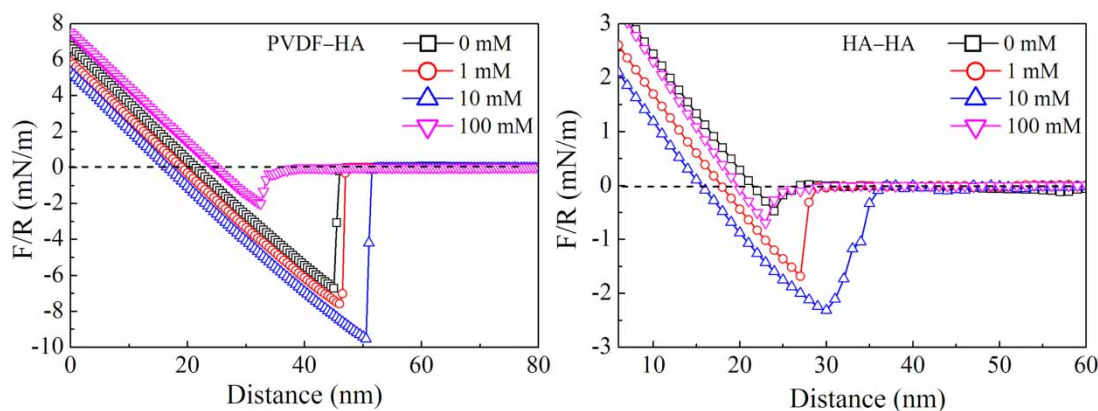 PVDF–HA
0 mM
1 mM
10 mM
100 mM
8
6
4
2
0
-2
-4
-6
-8
-10
F/R (mN/m)
0 20 40 60 80
Distance (nm)
HA–HA
0 mM
1 mM
10 mM
100 mM
3
2
1
0
-1
-2
-3
F/R (mN/m)
10 20 30 40 50 60
Distance (nm)